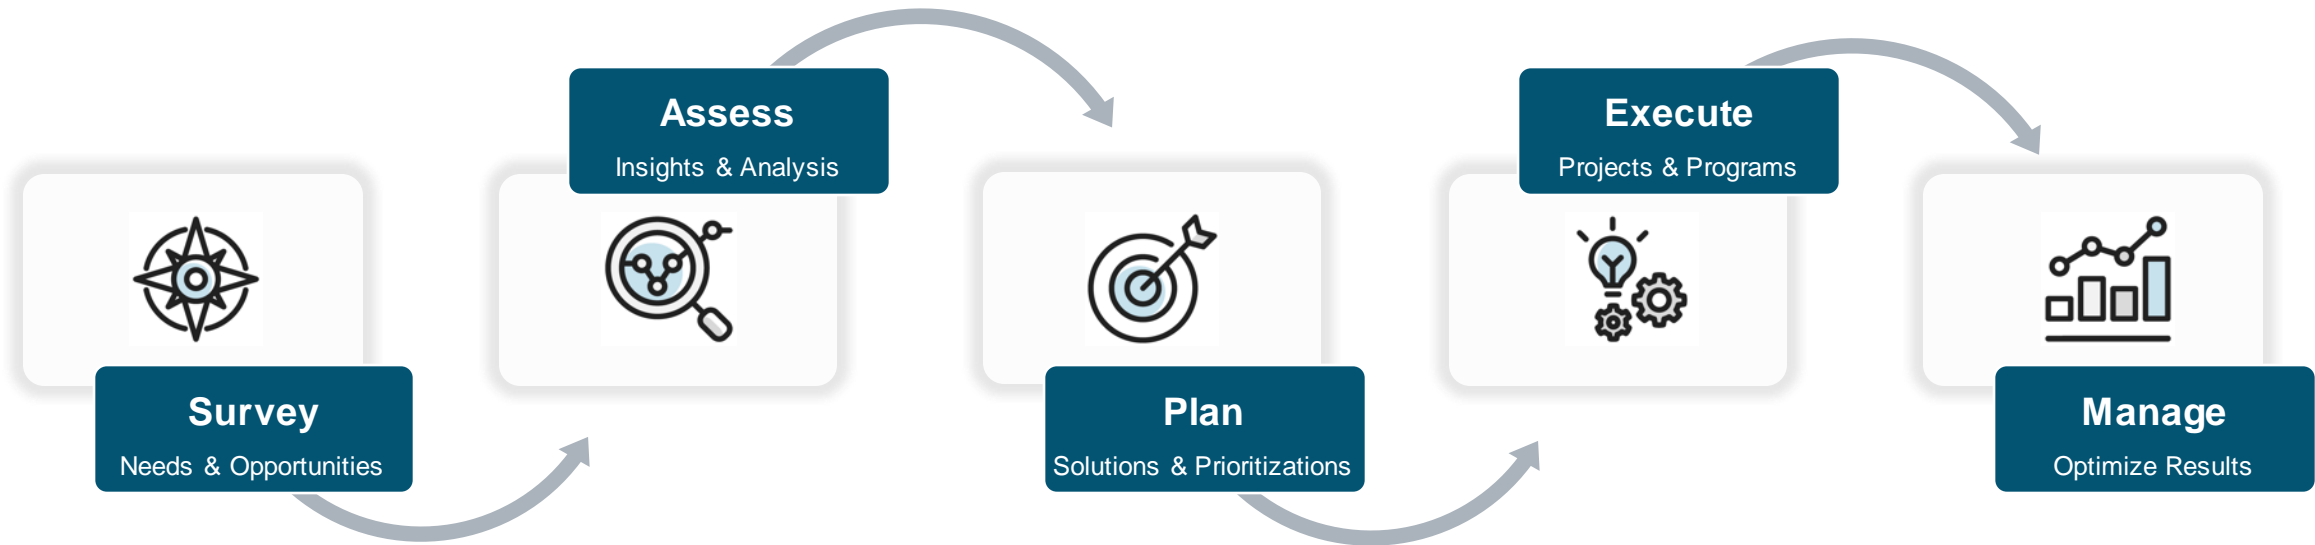 Survey
Needs & Opportunities
Assess
Insights & Analysis
Plan
Solutions & Prioritizations
Execute
Projects & Programs
Manage
Optimize Results